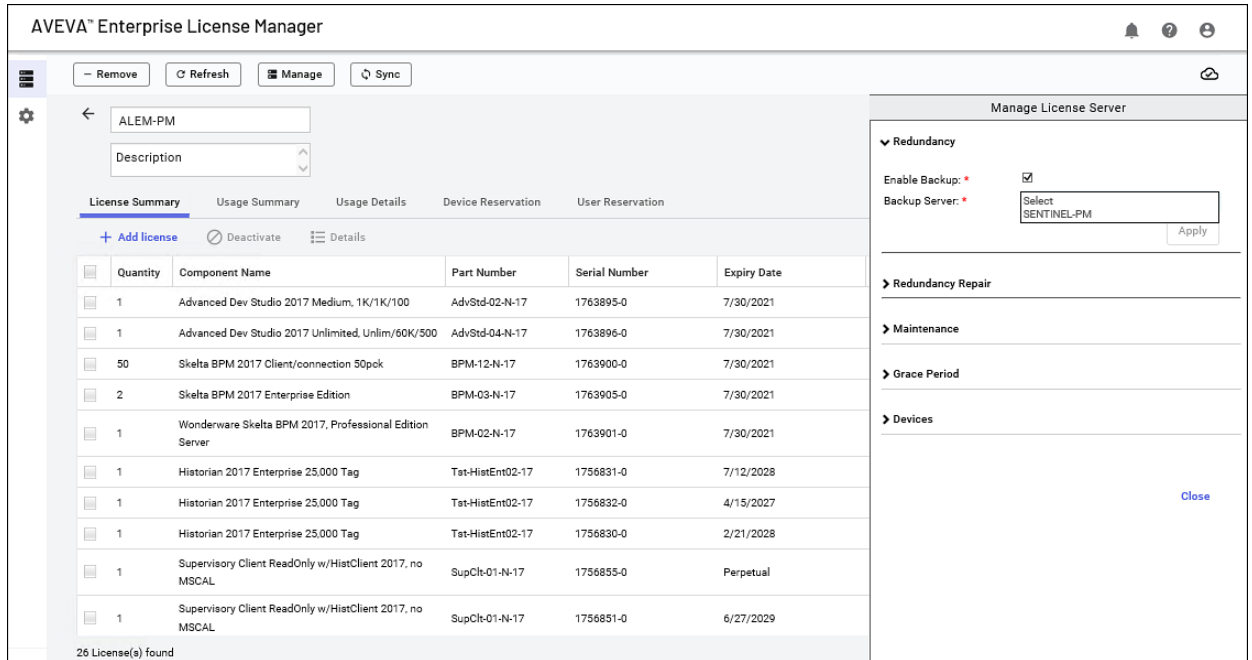 AVEVA™ Enterprise License Manager
Remove Refresh Manage Sync
ALEM-PM
Description
License Summary Usage Summary Usage Details Device Reservation User Reservation
+ Add license Deactivate Details
Quantity Component Name Part Number Serial Number Expiry Date
1 Advanced Dev Studio 2017 Medium, 1K/1K/100 AdvStd-02-N-17 1763895-0 7/30/2021
1 Advanced Dev Studio 2017 Unlimited, Unlim/60K/500 AdvStd-04-N-17 1763896-0 7/30/2021
50 Skelta BPM 2017 Client/connection 50pck BPM-12-N-17 1763900-0 7/30/2021
2 Skelta BPM 2017 Enterprise Edition BPM-03-N-17 1763905-0 7/30/2021
1 Wonderware Skelta BPM 2017, Professional Edition
Server BPM-02-N-17 1763901-0 7/30/2021
1 Historian 2017 Enterprise 25,000 Tag Tst-HistEnt02-17 1756831-0 7/12/2028
1 Historian 2017 Enterprise 25,000 Tag Tst-HistEnt02-17 1756832-0 4/15/2027
1 Historian 2017 Enterprise 25,000 Tag Tst-HistEnt02-17 1756830-0 2/21/2028
1 Supervisory Client ReadOnly w/HistClient 2017, no
MSCAL SupClt-01-N-17 1756855-0 Perpetual
1 Supervisory Client ReadOnly w/HistClient 2017, no
MSCAL SupClt-01-N-17 1756851-0 6/27/2029
26 License(s) found
Manage License Server
Redundancy
Enable Backup: *
Backup Server: * Select
SENTINEL-PM
Apply
Redundancy Repair
Maintenance
Grace Period
Devices
Close